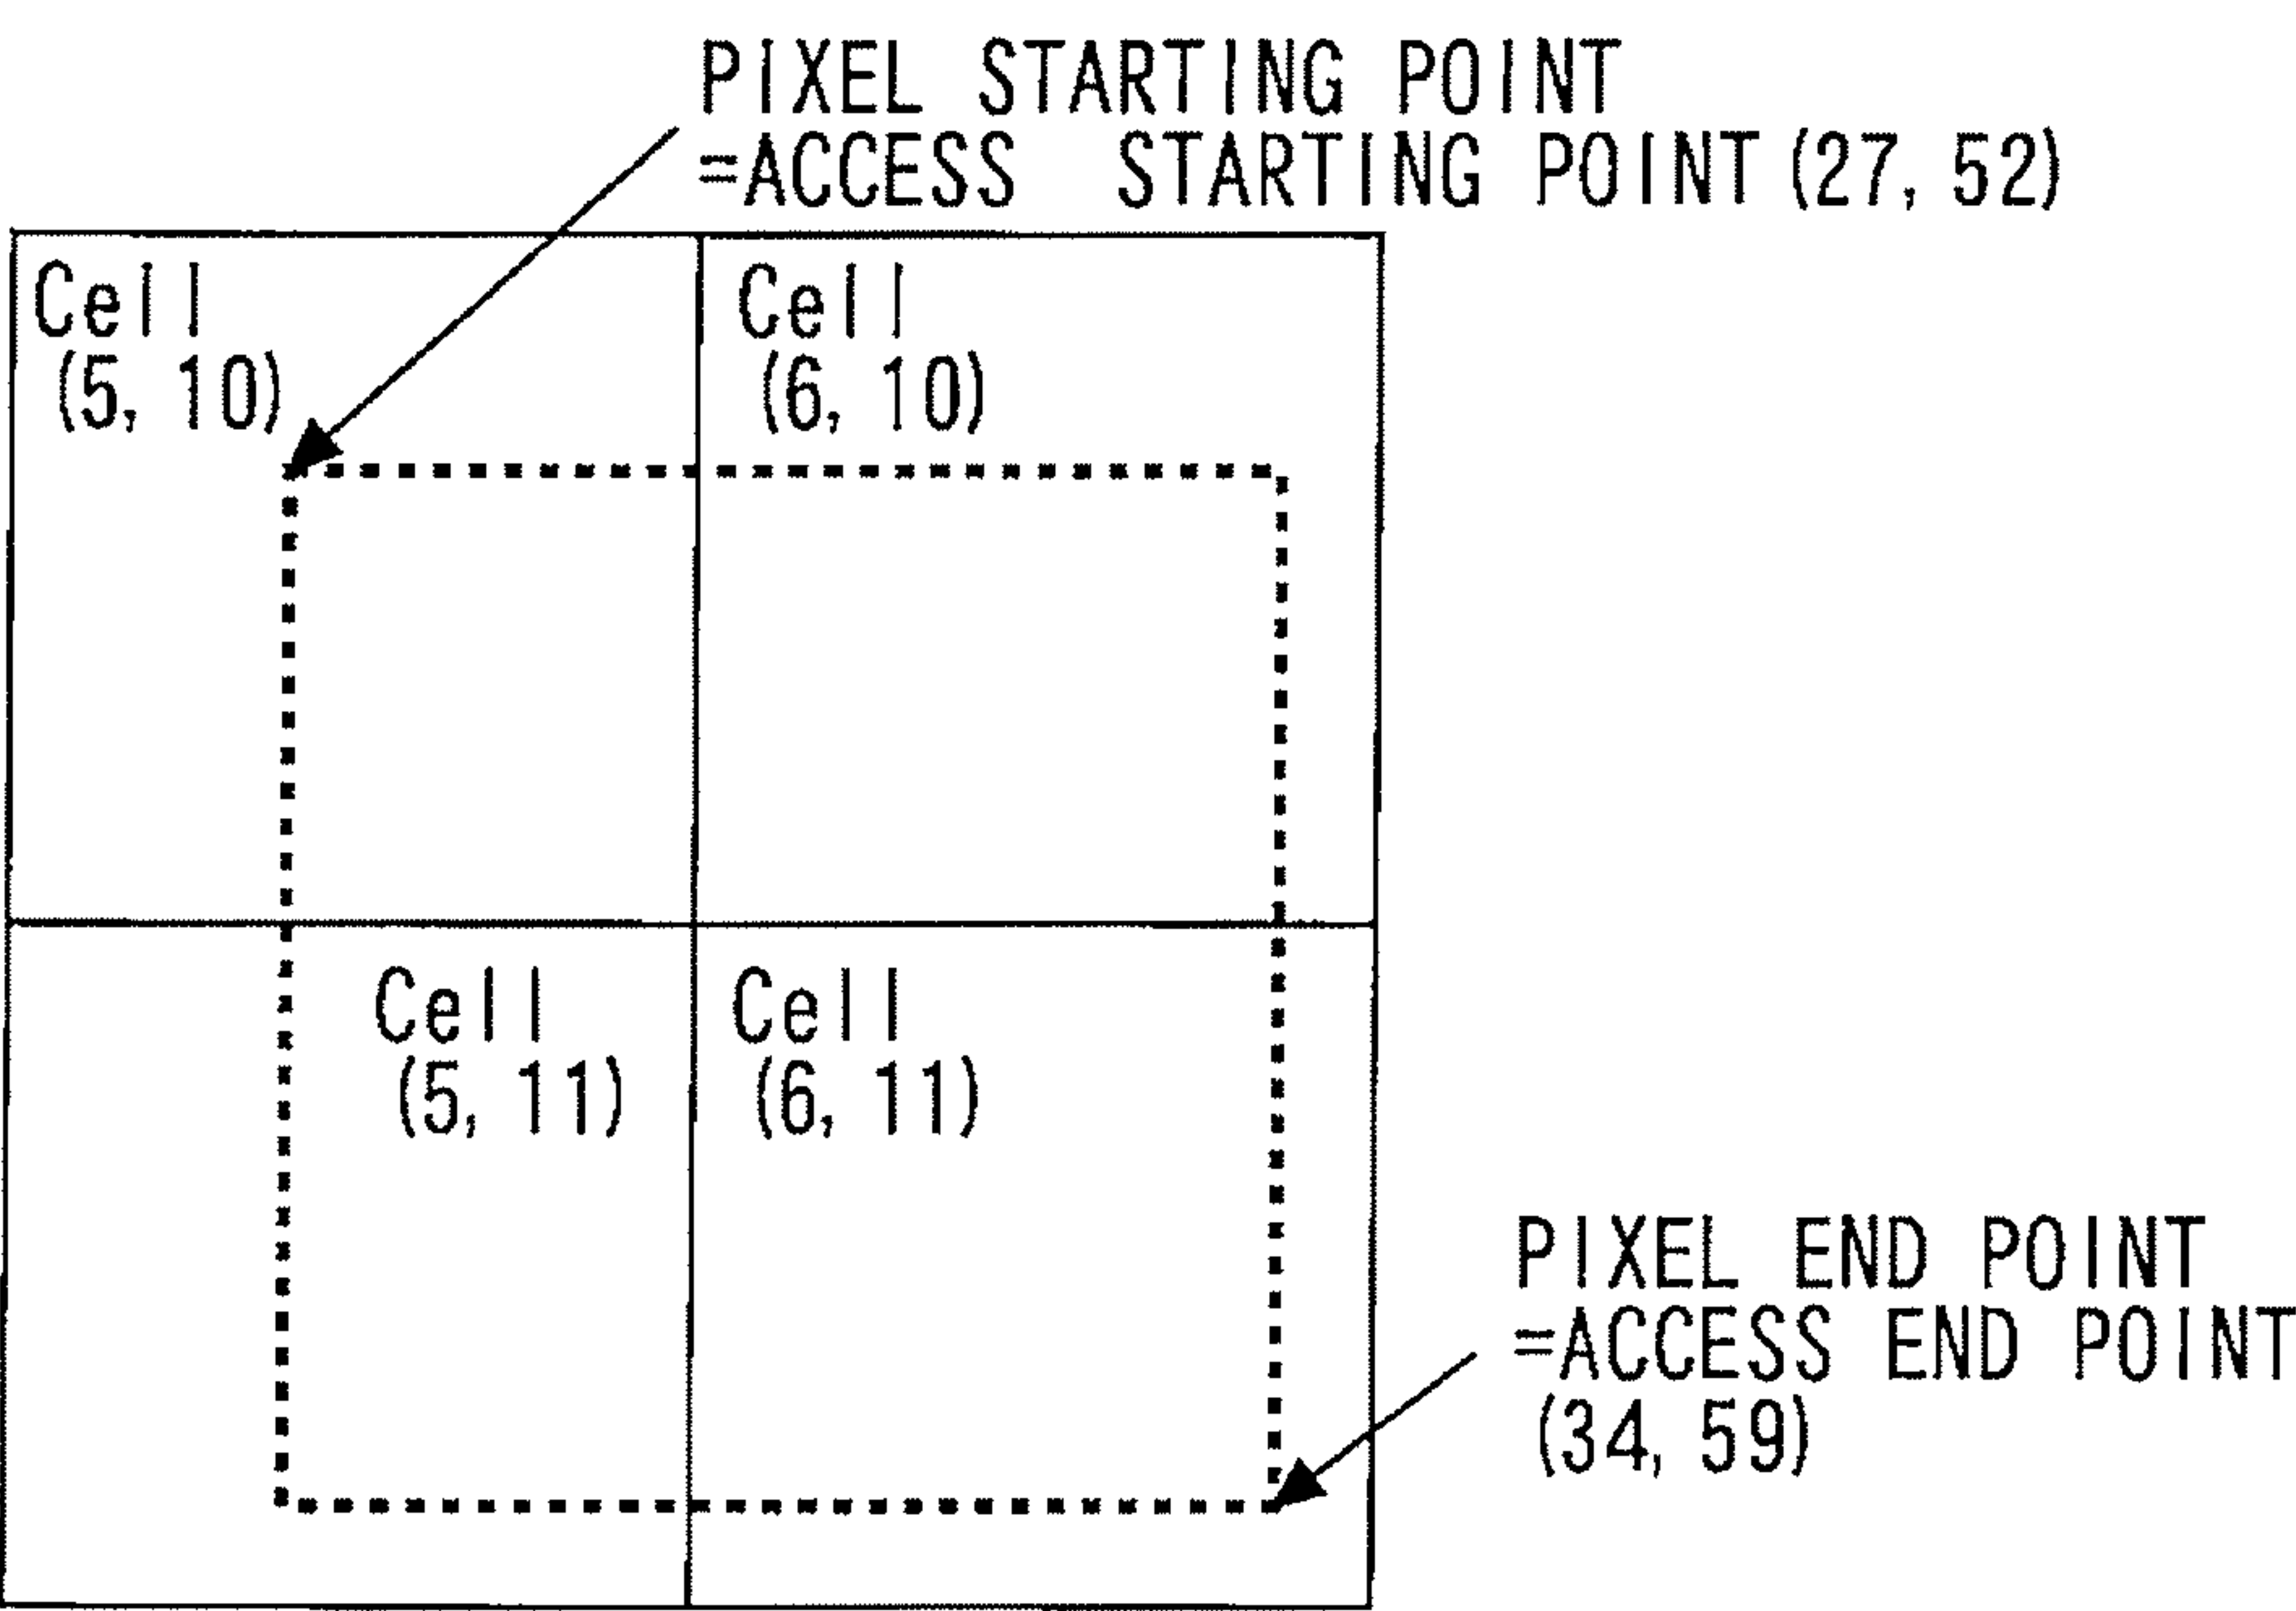 PIXEL STARTING POINT
=ACCESS STARTING POINT (27, 52)
Cell
(5, 10)
Cell
(6, 10)
Cell
(5, 11)
Cell
(6, 11)
PIXEL END POINT
=ACCESS END POINT
(34, 59)